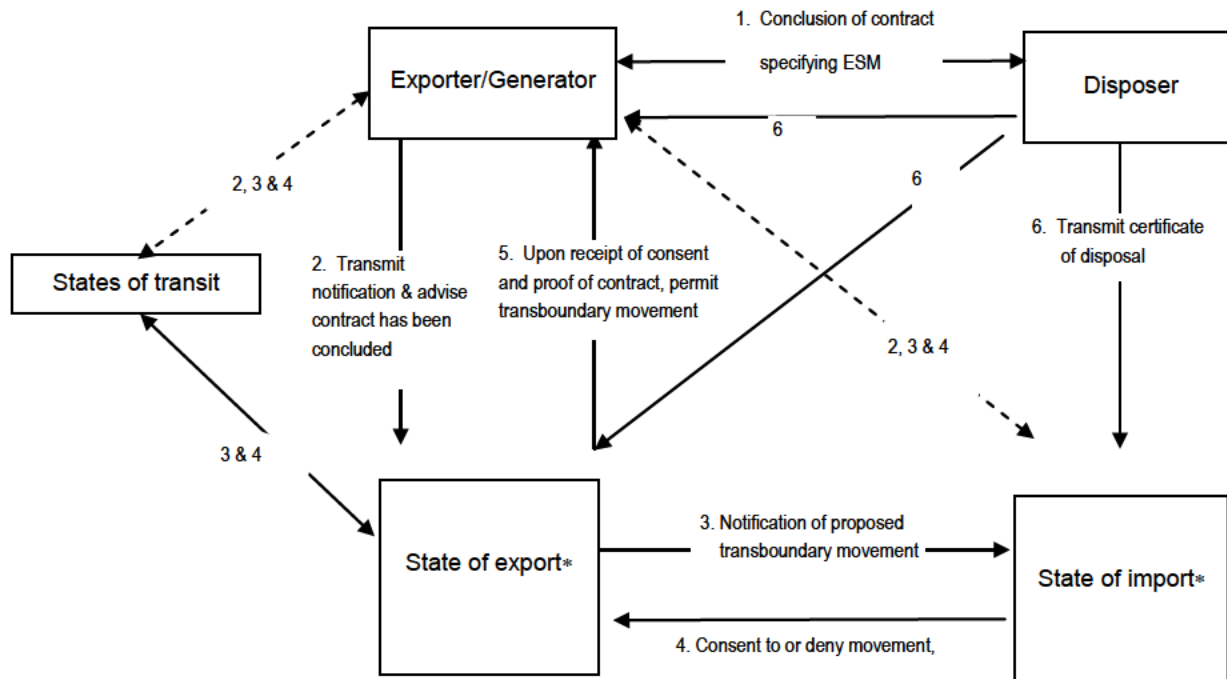 1. Conclusion of contract
specifying ESM
Exporter/Generator
Disposer
6
2, 3 & 4
6
6. Transmit certificate
of disposal
States of transit
2. Transmit
notification & advise
contract has been
concluded
5. Upon receipt of consent
and proof of contract, permit
transboundary movement
2, 3 & 4
3 & 4
3. Notification of proposed
transboundary movement
State of export*
State of import*
4. Consent to or deny movement,